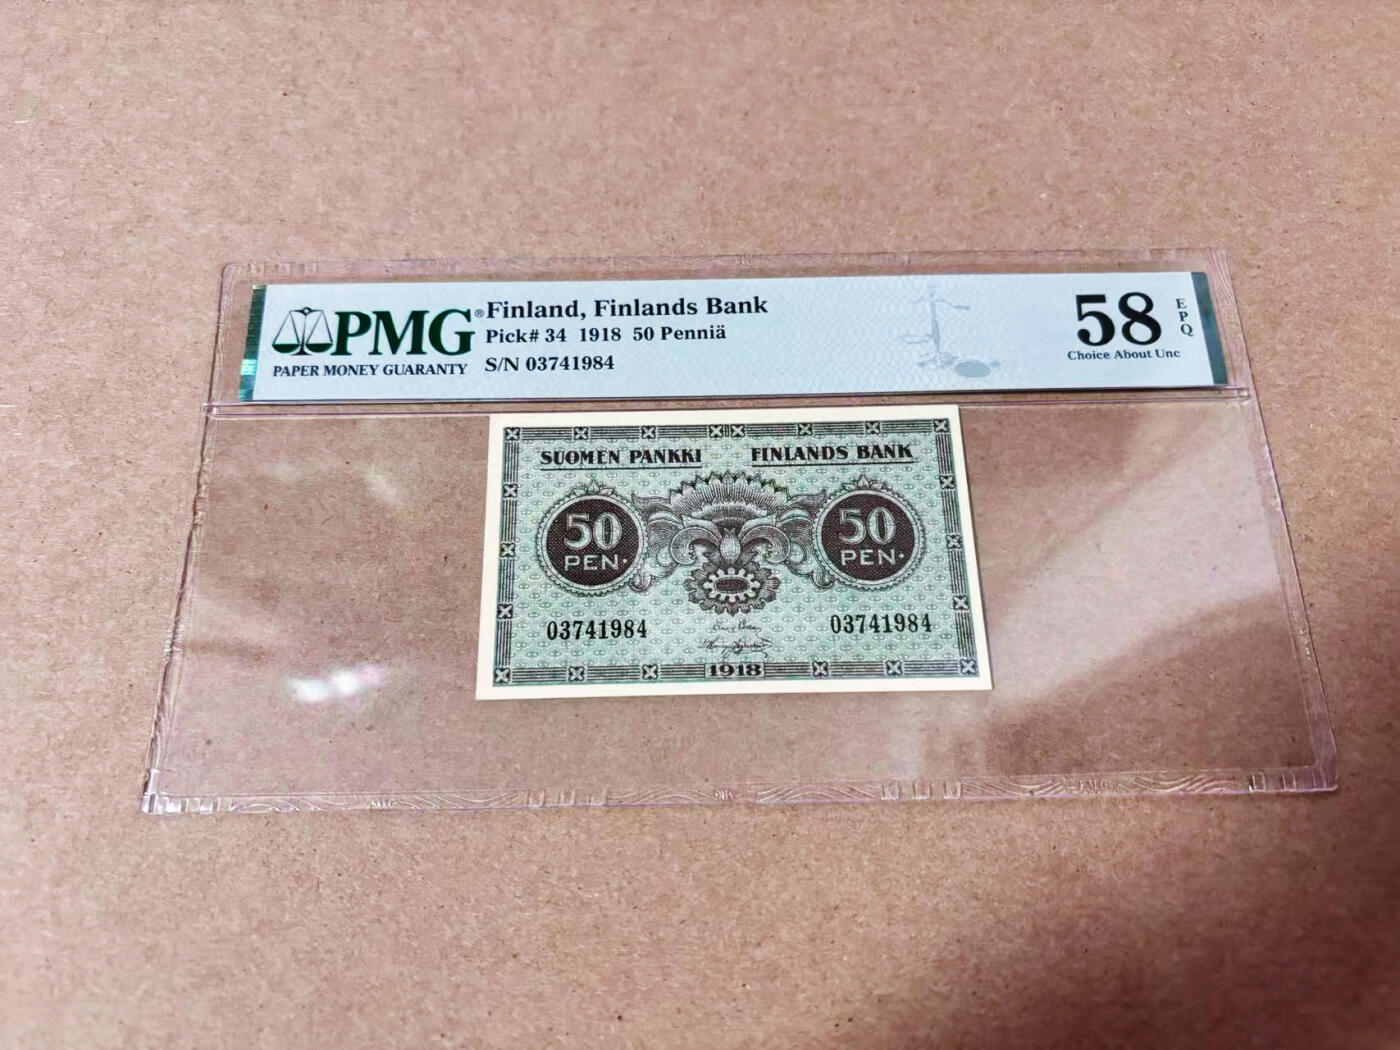 PMG®
PAPER MONEY GUARANTY
Finland, Finlands Bank
Pick# 34 1918 50 Penniä
S/N 03741984
58
EPQ
Choice About Unc
SUOMEN PANKKI FINLANDS BANK
50 50
PEN. PEN.
03741984 03741984
1918